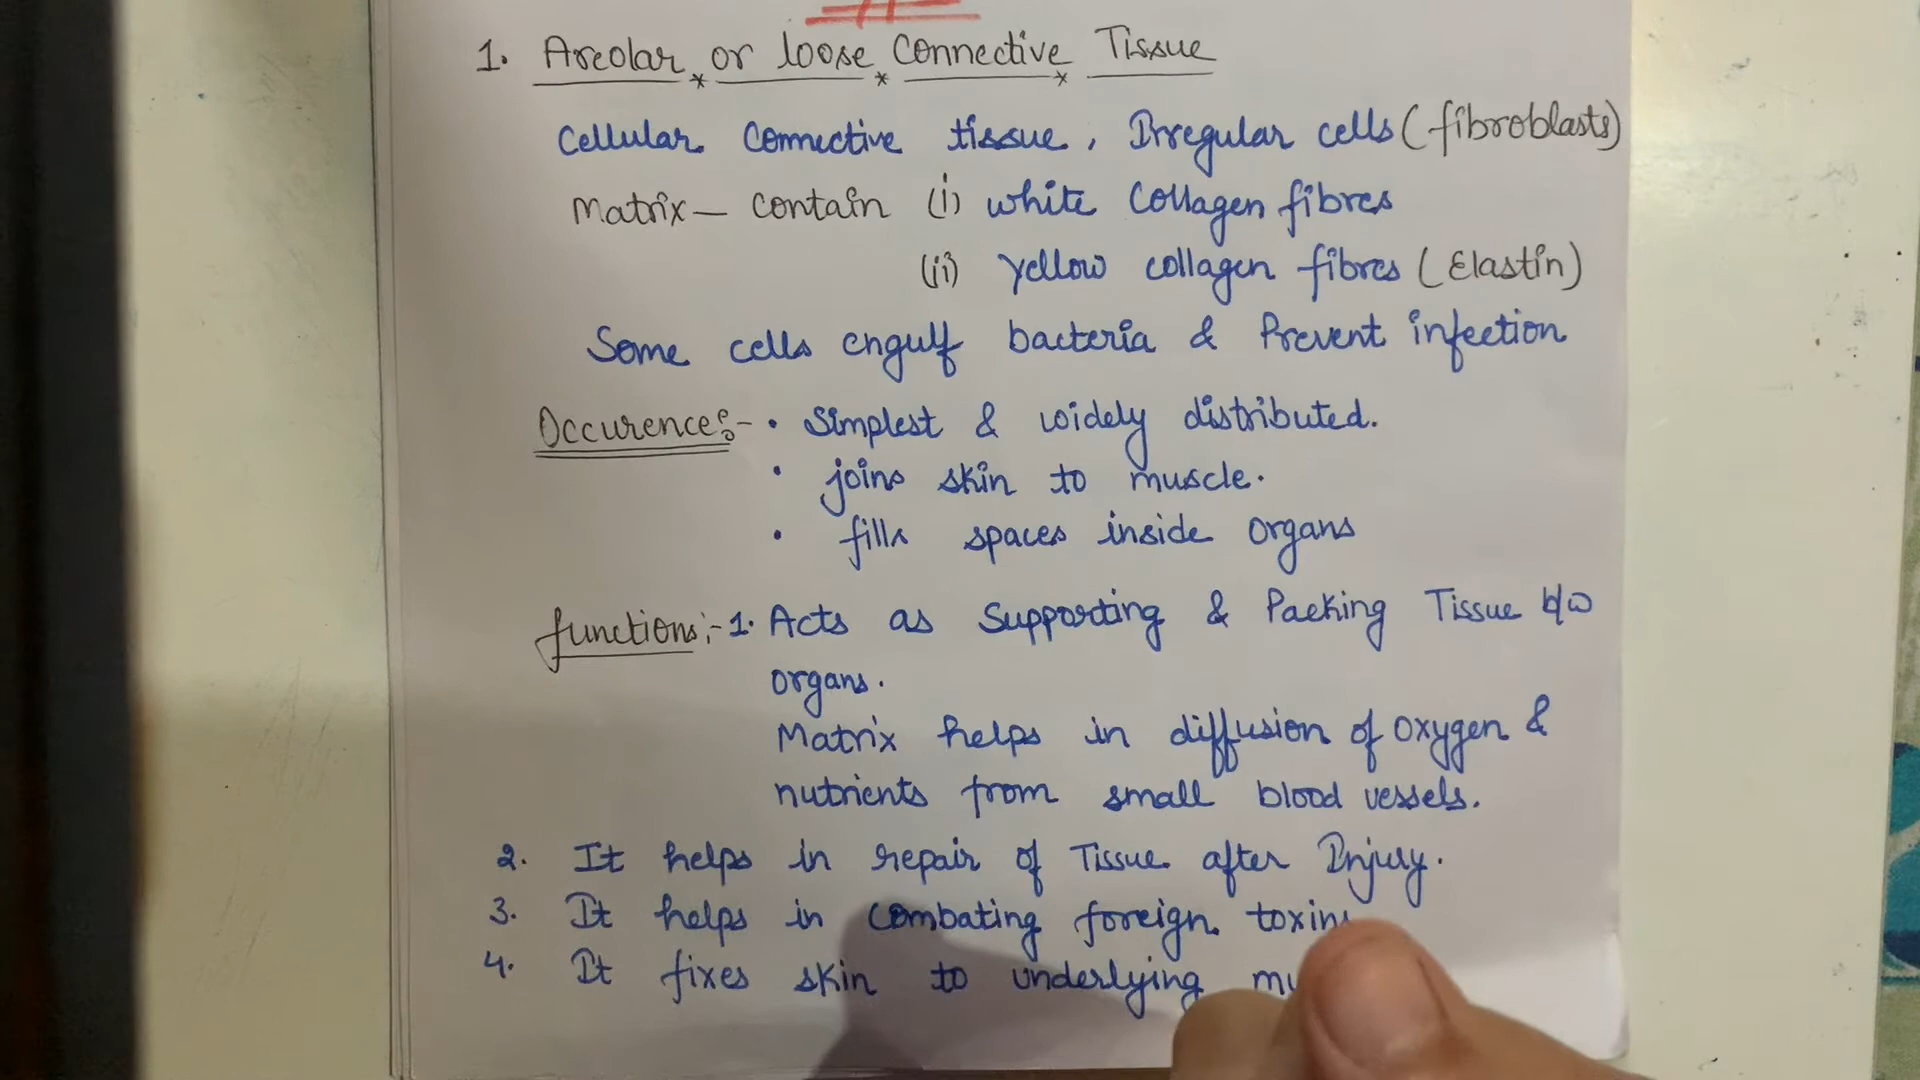 1. Areolar or loose Connective Tissue
Cellular Connective tissue, Irregular cells (fibroblasts)
Matrix - contain (i) white Collagen fibres
(ii) yellow collagen fibres (Elastin)
Some cells engulf bacteria & Prevent infection
Occurence:- • Simplest & widely distributed.
• joins skin to muscle.
• fills spaces inside organs
functions:- 1. Acts as Supporting & Packing Tissue b/w
organs.
Matrix helps in diffusion of oxygen &
nutrients from small blood vessels.
2. It helps in repair of Tissue after Injury.
3. It helps in combating foreign
4. It fixes skin to underlying